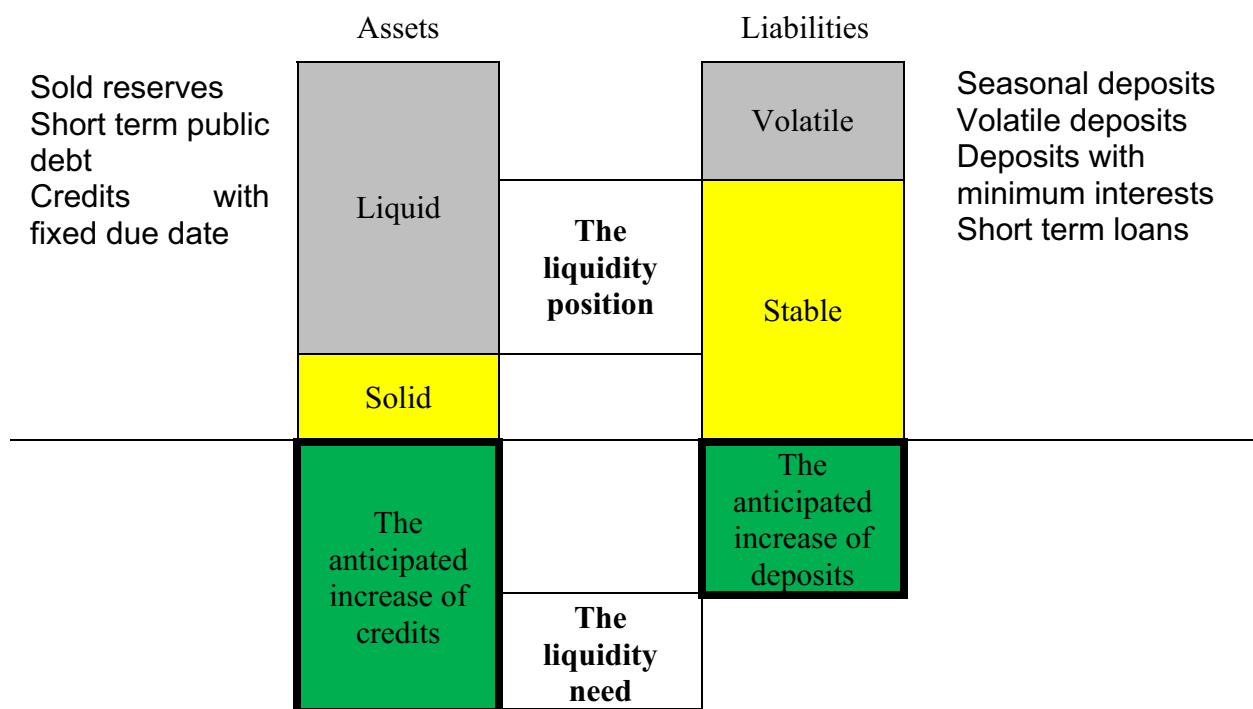 Assets
Liabilities
Sold reserves
Short term public
debt
Credits with
fixed due date
Liquid
The
liquidity
position
Volatile
Stable
Seasonal deposits
Volatile deposits
Deposits with
minimum interests
Short term loans
Solid
The
anticipated
increase of
credits
The
liquidity
need
The
anticipated
increase of
deposits